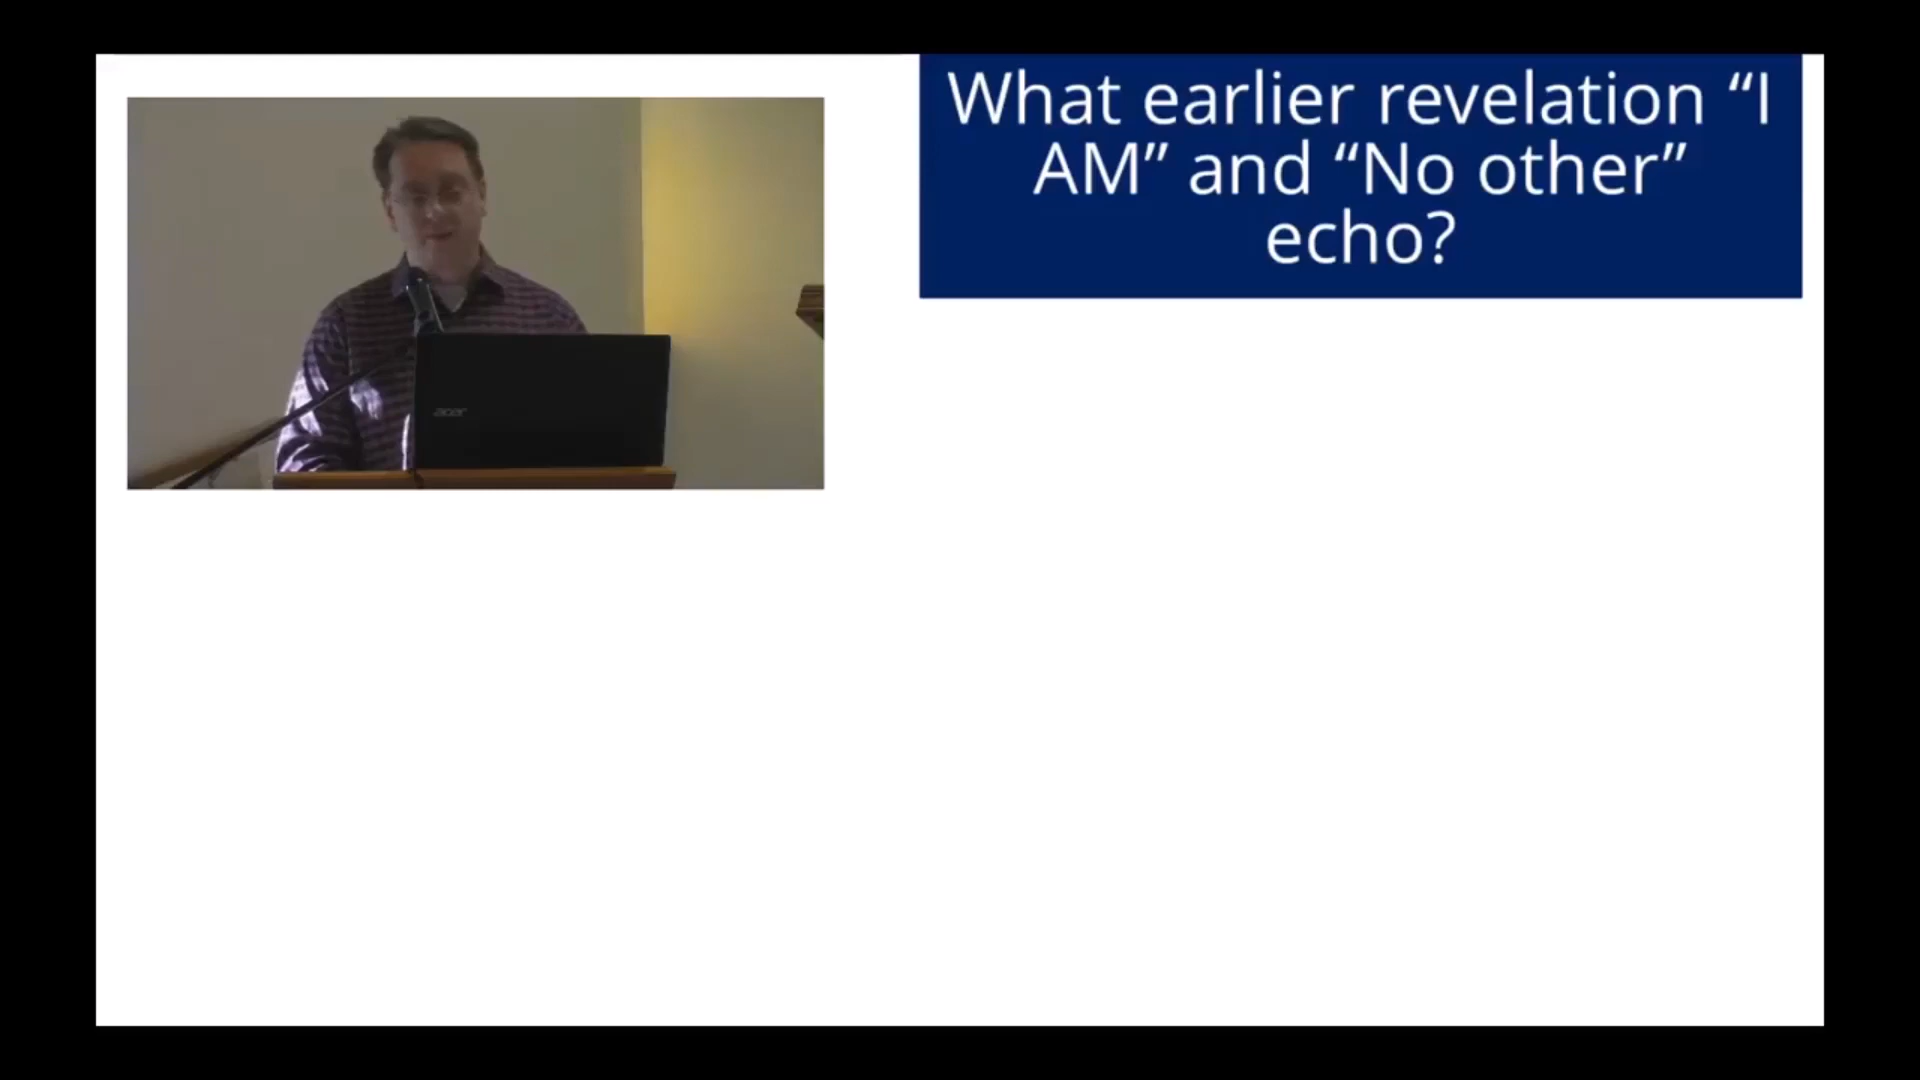 What earlier revelation “I
AM” and “No other”
echo?
acer